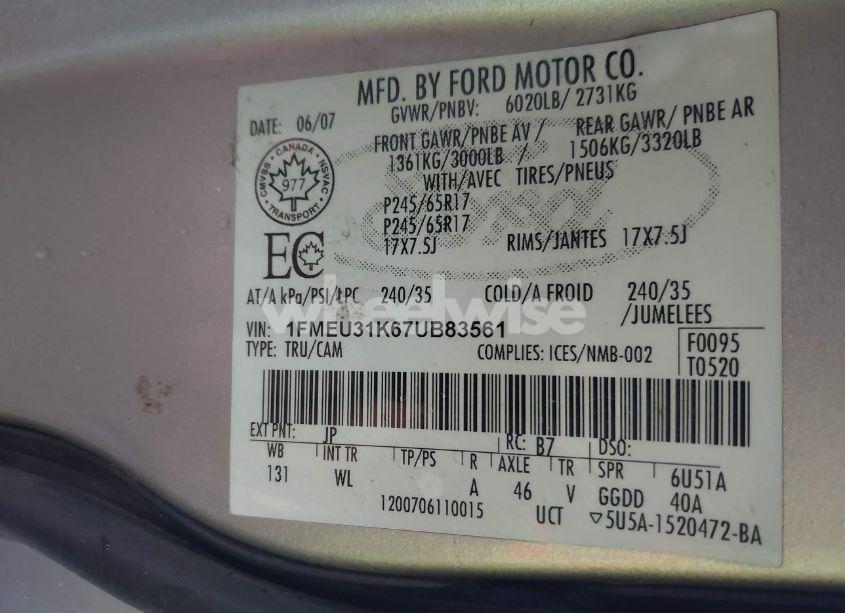 MFD. BY FORD MOTOR CO.
DATE: 06/07
GVWR/PNBV: 6020LB/ 2731KG
FRONT GAWR/PNBE AV / REAR GAWR/ PNBE AR
1361KG/3000LB / 1506KG/3320LB
WITH/AVEC TIRES/PNEUS
P245/65R17
P245/65R17
17X7.5J RIMS/JANTES 17X7.5J
CMVSS • CANADA • NSVAC
977
TRANSPORT
EC
AT/A kPa/PSI/LPC 240/35 COLD/A FROID 240/35
/JUMELEES
wheelwise
VIN: 1FMEU31K67UB83561
TYPE: TRU/CAM COMPLIES: ICES/NMB-002
F0095
T0520
EXT PNT: JP RC: B7 DSO:
WB INT TR TP/PS R AXLE TR SPR 6U51A
131 WL A 46 V GGDD 40A
1200706110015 UCT ▽5U5A-1520472-BA